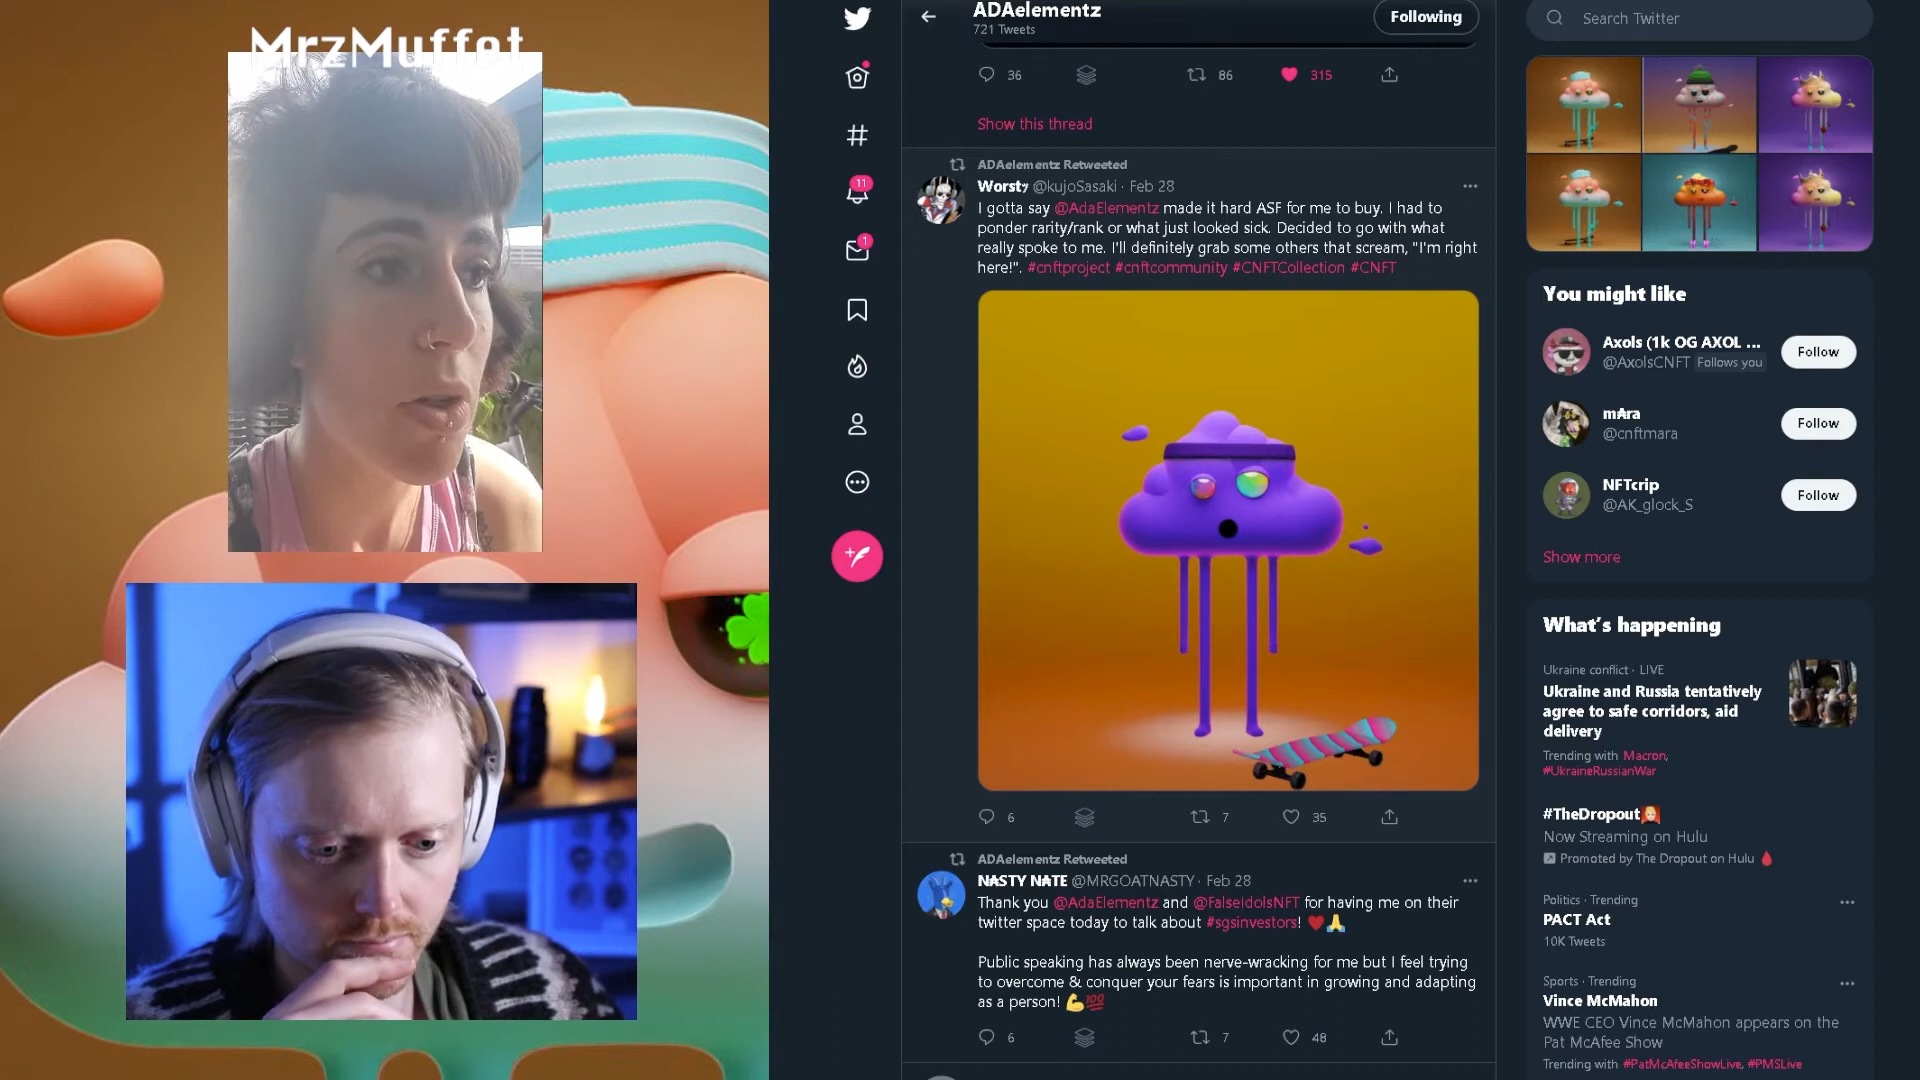 MrzMuffet
ADAelementz
721 Tweets
Following
36
86
315
Show this thread
ADAelementz Retweeted
Worst7 @kujoSasaki · Feb 28
I gotta say @AdaElementz made it hard ASF for me to buy. I had to
ponder rarity/rank or what just looked sick. Decided to go with what
really spoke to me. I'll definitely grab some others that scream, "I'm right
here!". #cnftproject #cnftcommunity #CNFTCollection #CNFT
6
7
35
ADAelementz Retweeted
N₳STY N₳TE @MRGOATNASTY · Feb 28
Thank you @AdaElementz and @FalseIdolsNFT for having me on their
twitter space today to talk about #sgsinvestors! ❤️🙏
Public speaking has always been nerve-wracking for me but I feel trying
to overcome & conquer your fears is important in growing and adapting
as a person! 💪💯
6
7
48
11
1
Search Twitter
You might like
Axols (1k OG AXOL ...
@AxolsCNFT Follows you
Follow
m₳ra
@cnftmara
Follow
NFTcrip
@AK_glock_S
Follow
Show more
What's happening
Ukraine conflict · LIVE
Ukraine and Russia tentatively
agree to safe corridors, aid
delivery
Trending with Macron,
#UkraineRussianWar
#TheDropout
Now Streaming on Hulu
Promoted by The Dropout on Hulu 🩸
Politics · Trending
PACT Act
10K Tweets
Sports · Trending
Vince McMahon
WWE CEO Vince McMahon appears on the
Pat McAfee Show
Trending with #PatMcAfeeShowLive, #PMSLive